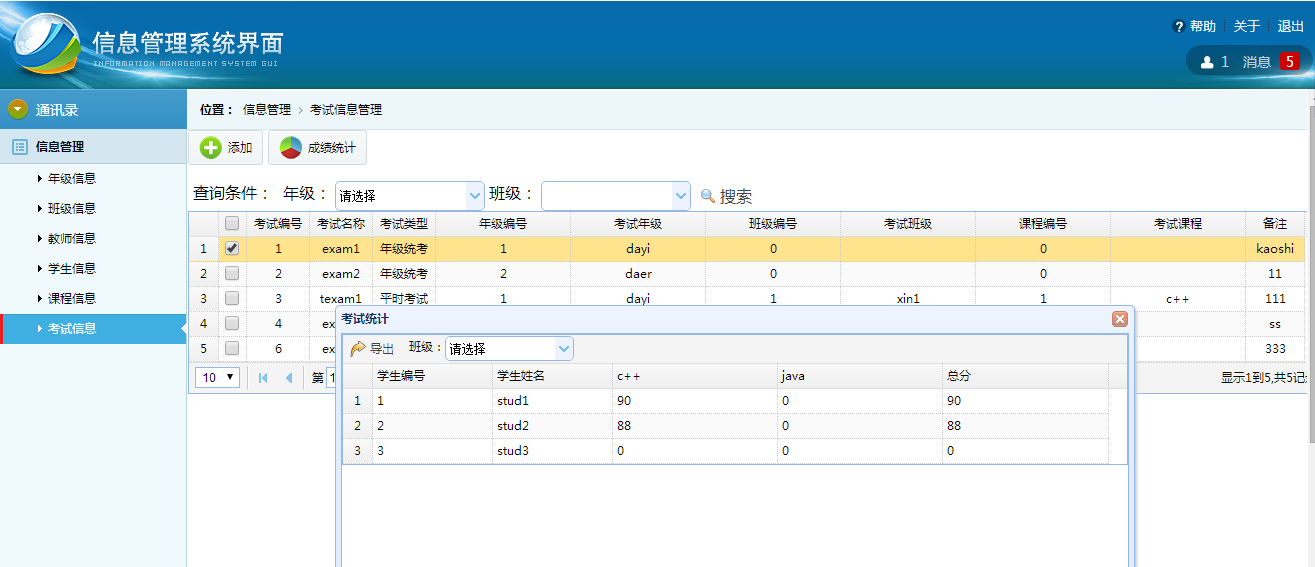 帮助 关于 退出
信息管理系统界面
INFORMATION MANAGEMENT SYSTEM GUI
1 消息 5
通讯录
位置： 信息管理 › 考试信息管理
信息管理
添加 成绩统计
年级信息
查询条件： 年级： 请选择 班级： 搜索
班级信息
考试编号 考试名称 考试类型 年级编号 考试年级 班级编号 考试班级 课程编号 考试课程 备注
教师信息
1 1 exam1 年级统考 1 dayi 0 0 kaoshi
学生信息
2 2 exam2 年级统考 2 daer 0 0 11
课程信息
3 3 texam1 平时考试 1 dayi 1 xin1 1 c++ 111
考试信息
4 4 ex ss
5 6 ex 333
10 第 1 显示1到5,共5记
考试统计
导出 班级： 请选择
学生编号 学生姓名 c++ java 总分
1 1 stud1 90 0 90
2 2 stud2 88 0 88
3 3 stud3 0 0 0